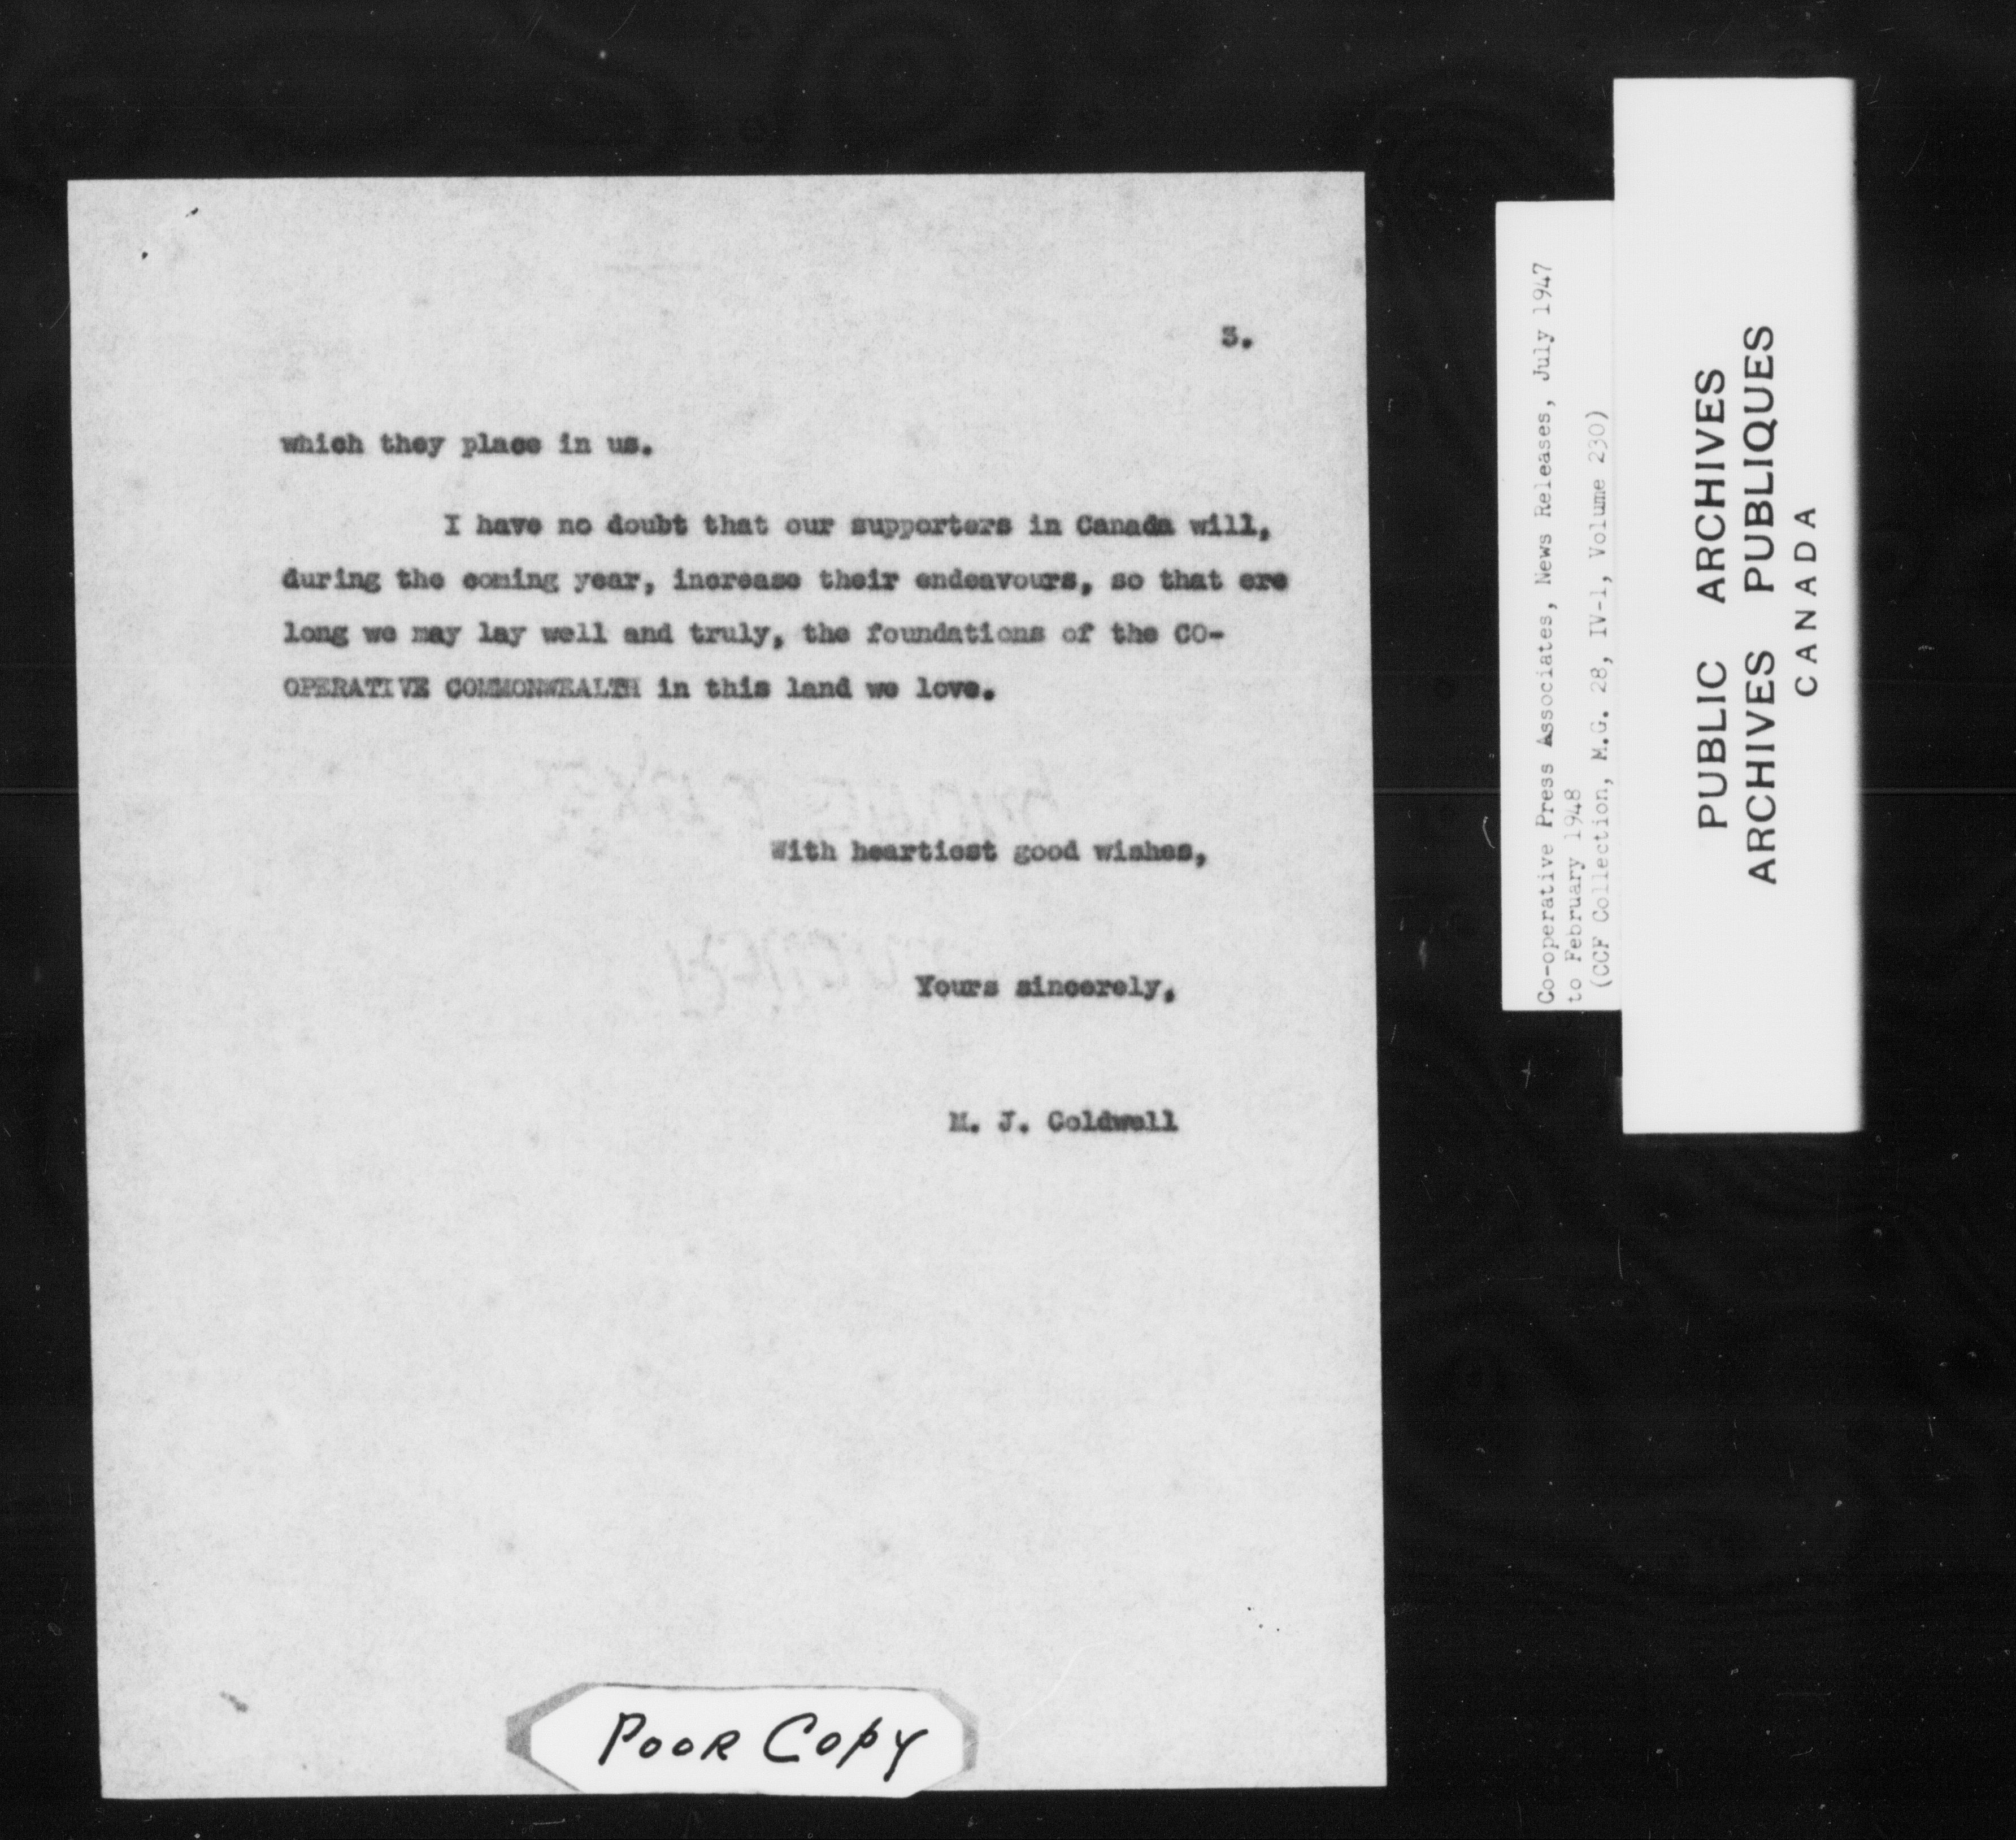 3.
which they place in us.
I have no doubt that our supporters in Canada will,
during the coming year, increase their endeavours, so that ere
long we may lay well and truly, the foundations of the CO-
OPERATIVE COMMONWEALTH in this land we love.
With heartiest good wishes,
Yours sincerely,
M. J. Coldwell
POOR COPY
Co-operative Press Associates, News Releases, July 1947
to February 1948
(CCF Collection, M.G. 28, IV-1, Volume 230)
PUBLIC ARCHIVES
ARCHIVES PUBLIQUES
CANADA